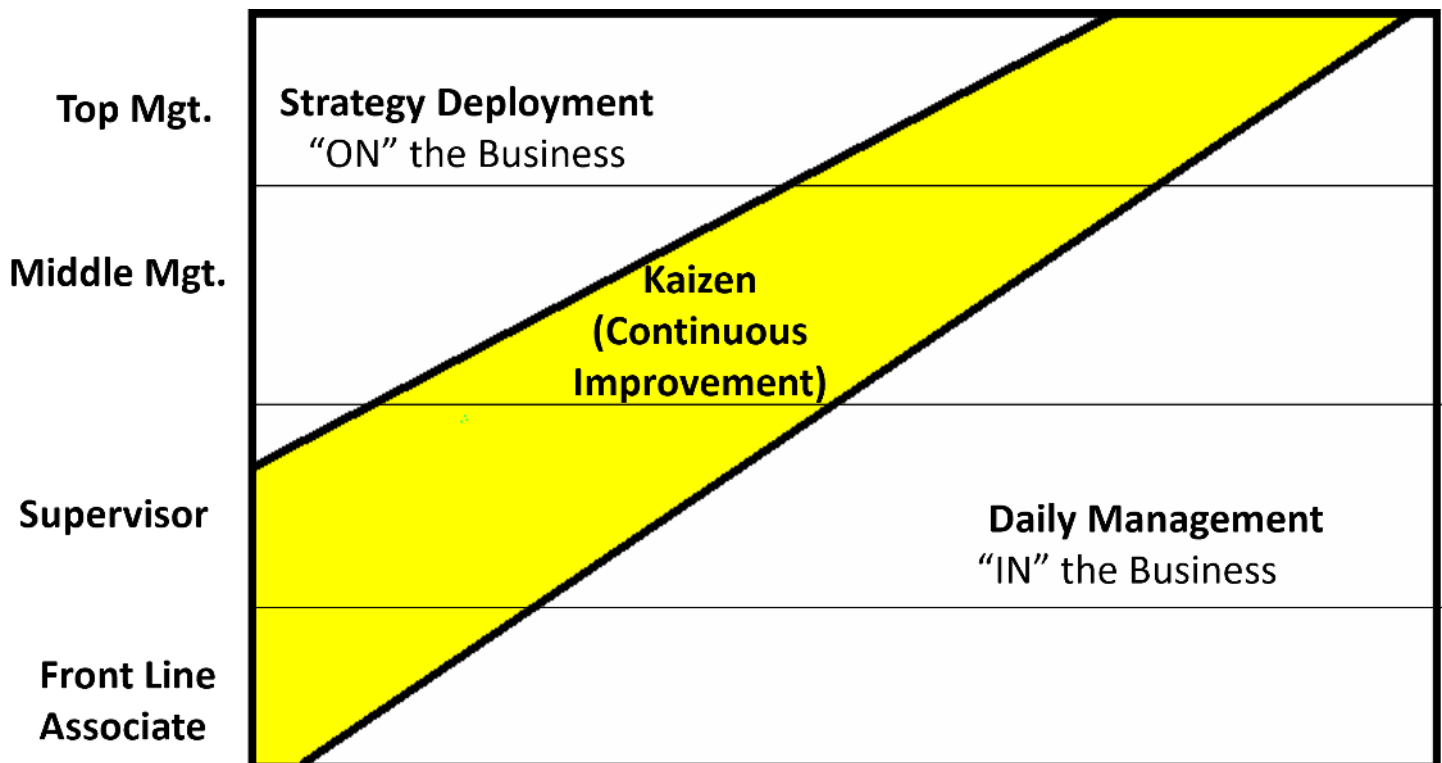 Top Mgt.
Strategy Deployment
“ON” the Business
Middle Mgt.
Kaizen
(Continuous
Improvement)
Supervisor
Daily Management
“IN” the Business
Front Line
Associate